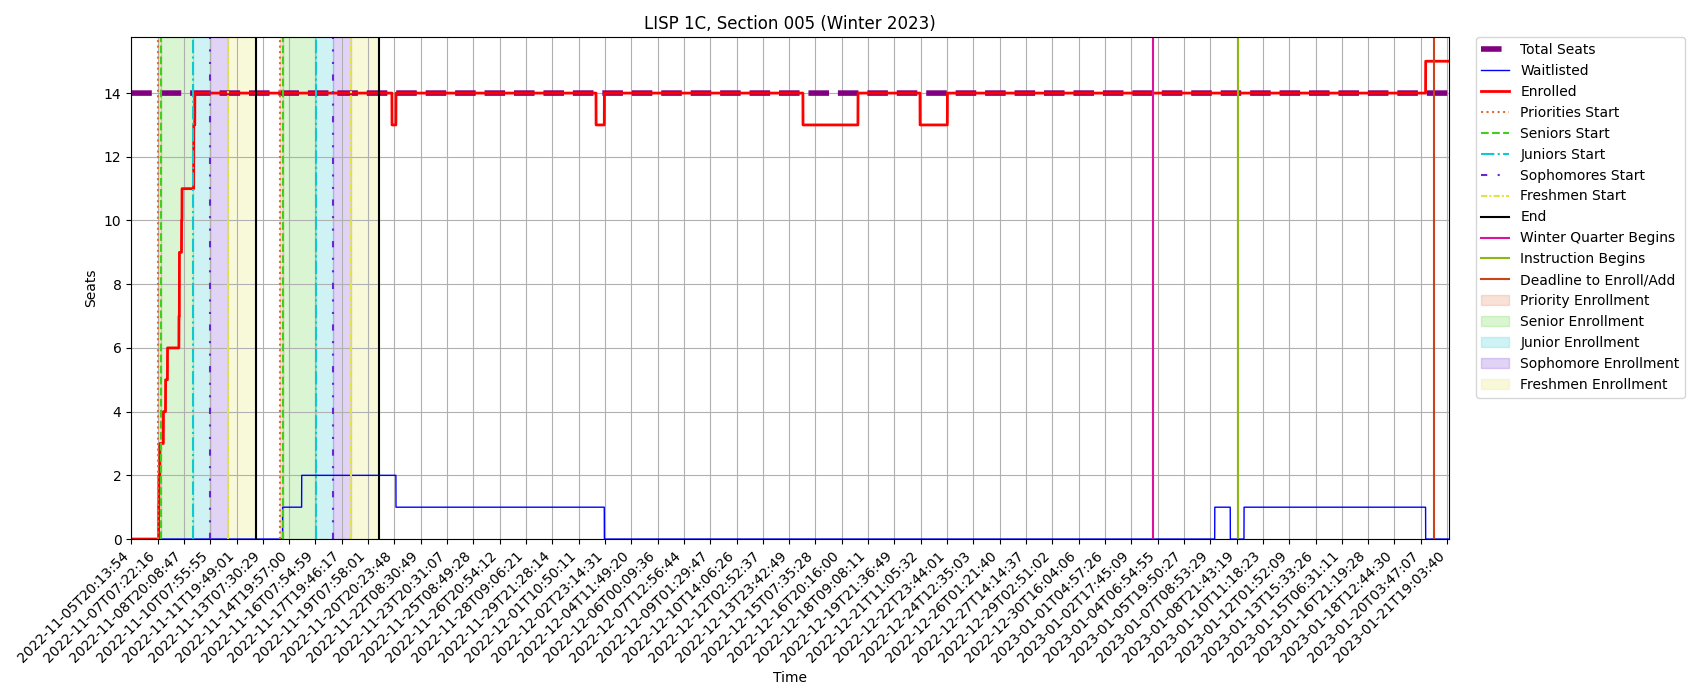 LISP 1C, Section 005 (Winter 2023)
Seats
14
12
10
8
6
4
2
0
2022-11-05T20:13:54
2022-11-07T07:22:16
2022-11-08T20:08:47
2022-11-10T07:55:55
2022-11-11T19:49:01
2022-11-13T07:30:29
2022-11-14T19:57:00
2022-11-16T07:54:59
2022-11-17T19:46:17
2022-11-19T07:58:01
2022-11-20T20:23:48
2022-11-22T08:30:49
2022-11-23T20:31:07
2022-11-25T08:49:28
2022-11-26T20:54:12
2022-11-28T09:06:21
2022-11-29T21:28:14
2022-12-01T10:50:11
2022-12-02T23:14:31
2022-12-04T11:49:20
2022-12-06T00:09:36
2022-12-07T12:56:44
2022-12-09T01:29:47
2022-12-10T14:06:26
2022-12-12T02:52:37
2022-12-13T23:42:49
2022-12-15T07:35:28
2022-12-16T20:16:00
2022-12-18T09:08:11
2022-12-19T21:36:49
2022-12-21T11:05:32
2022-12-22T23:44:01
2022-12-24T12:35:03
2022-12-26T01:21:40
2022-12-27T14:14:37
2022-12-29T02:51:02
2022-12-30T16:04:06
2023-01-01T04:57:26
2023-01-02T17:45:09
2023-01-04T06:54:55
2023-01-05T19:50:27
2023-01-07T08:53:29
2023-01-08T21:43:19
2023-01-10T11:18:23
2023-01-12T01:52:09
2023-01-13T15:33:26
2023-01-15T06:31:11
2023-01-16T21:19:28
2023-01-18T12:44:30
2023-01-20T03:47:07
2023-01-21T19:03:40
Time
Total Seats
Waitlisted
Enrolled
Priorities Start
Seniors Start
Juniors Start
Sophomores Start
Freshmen Start
End
Winter Quarter Begins
Instruction Begins
Deadline to Enroll/Add
Priority Enrollment
Senior Enrollment
Junior Enrollment
Sophomore Enrollment
Freshmen Enrollment